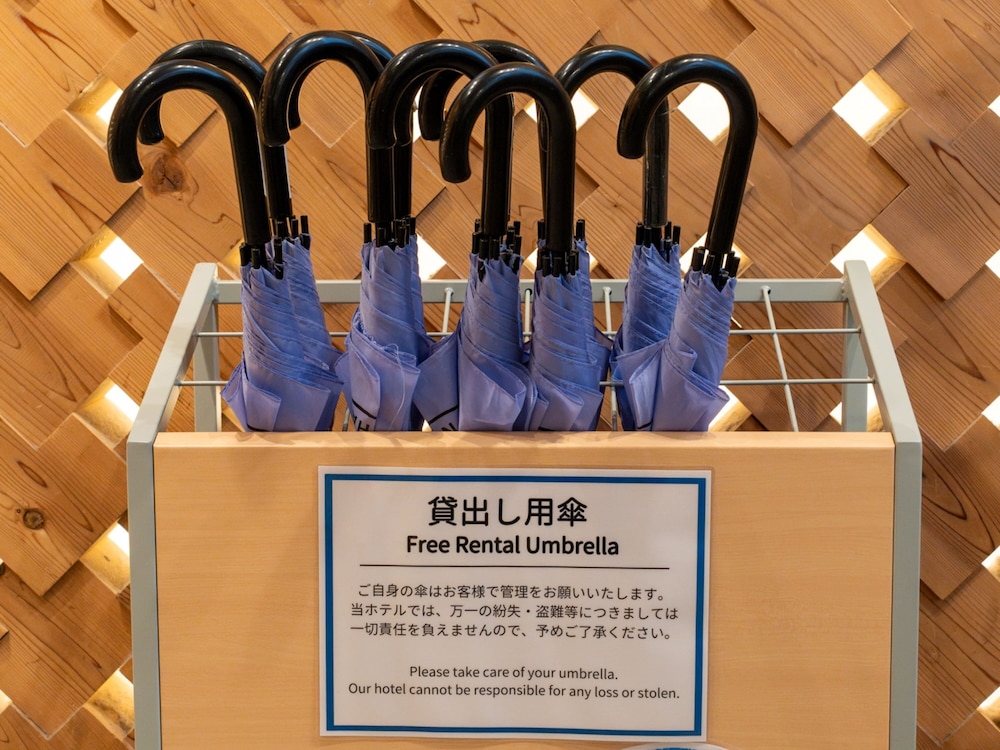 貸出し用傘
Free Rental Umbrella
ご自身の傘はお客様で管理をお願いいたします。
当ホテルでは、万一の紛失・盗難等につきましては
一切責任を負えませんので、予めご了承ください。
Please take care of your umbrella.
Our hotel cannot be responsible for any loss or stolen.